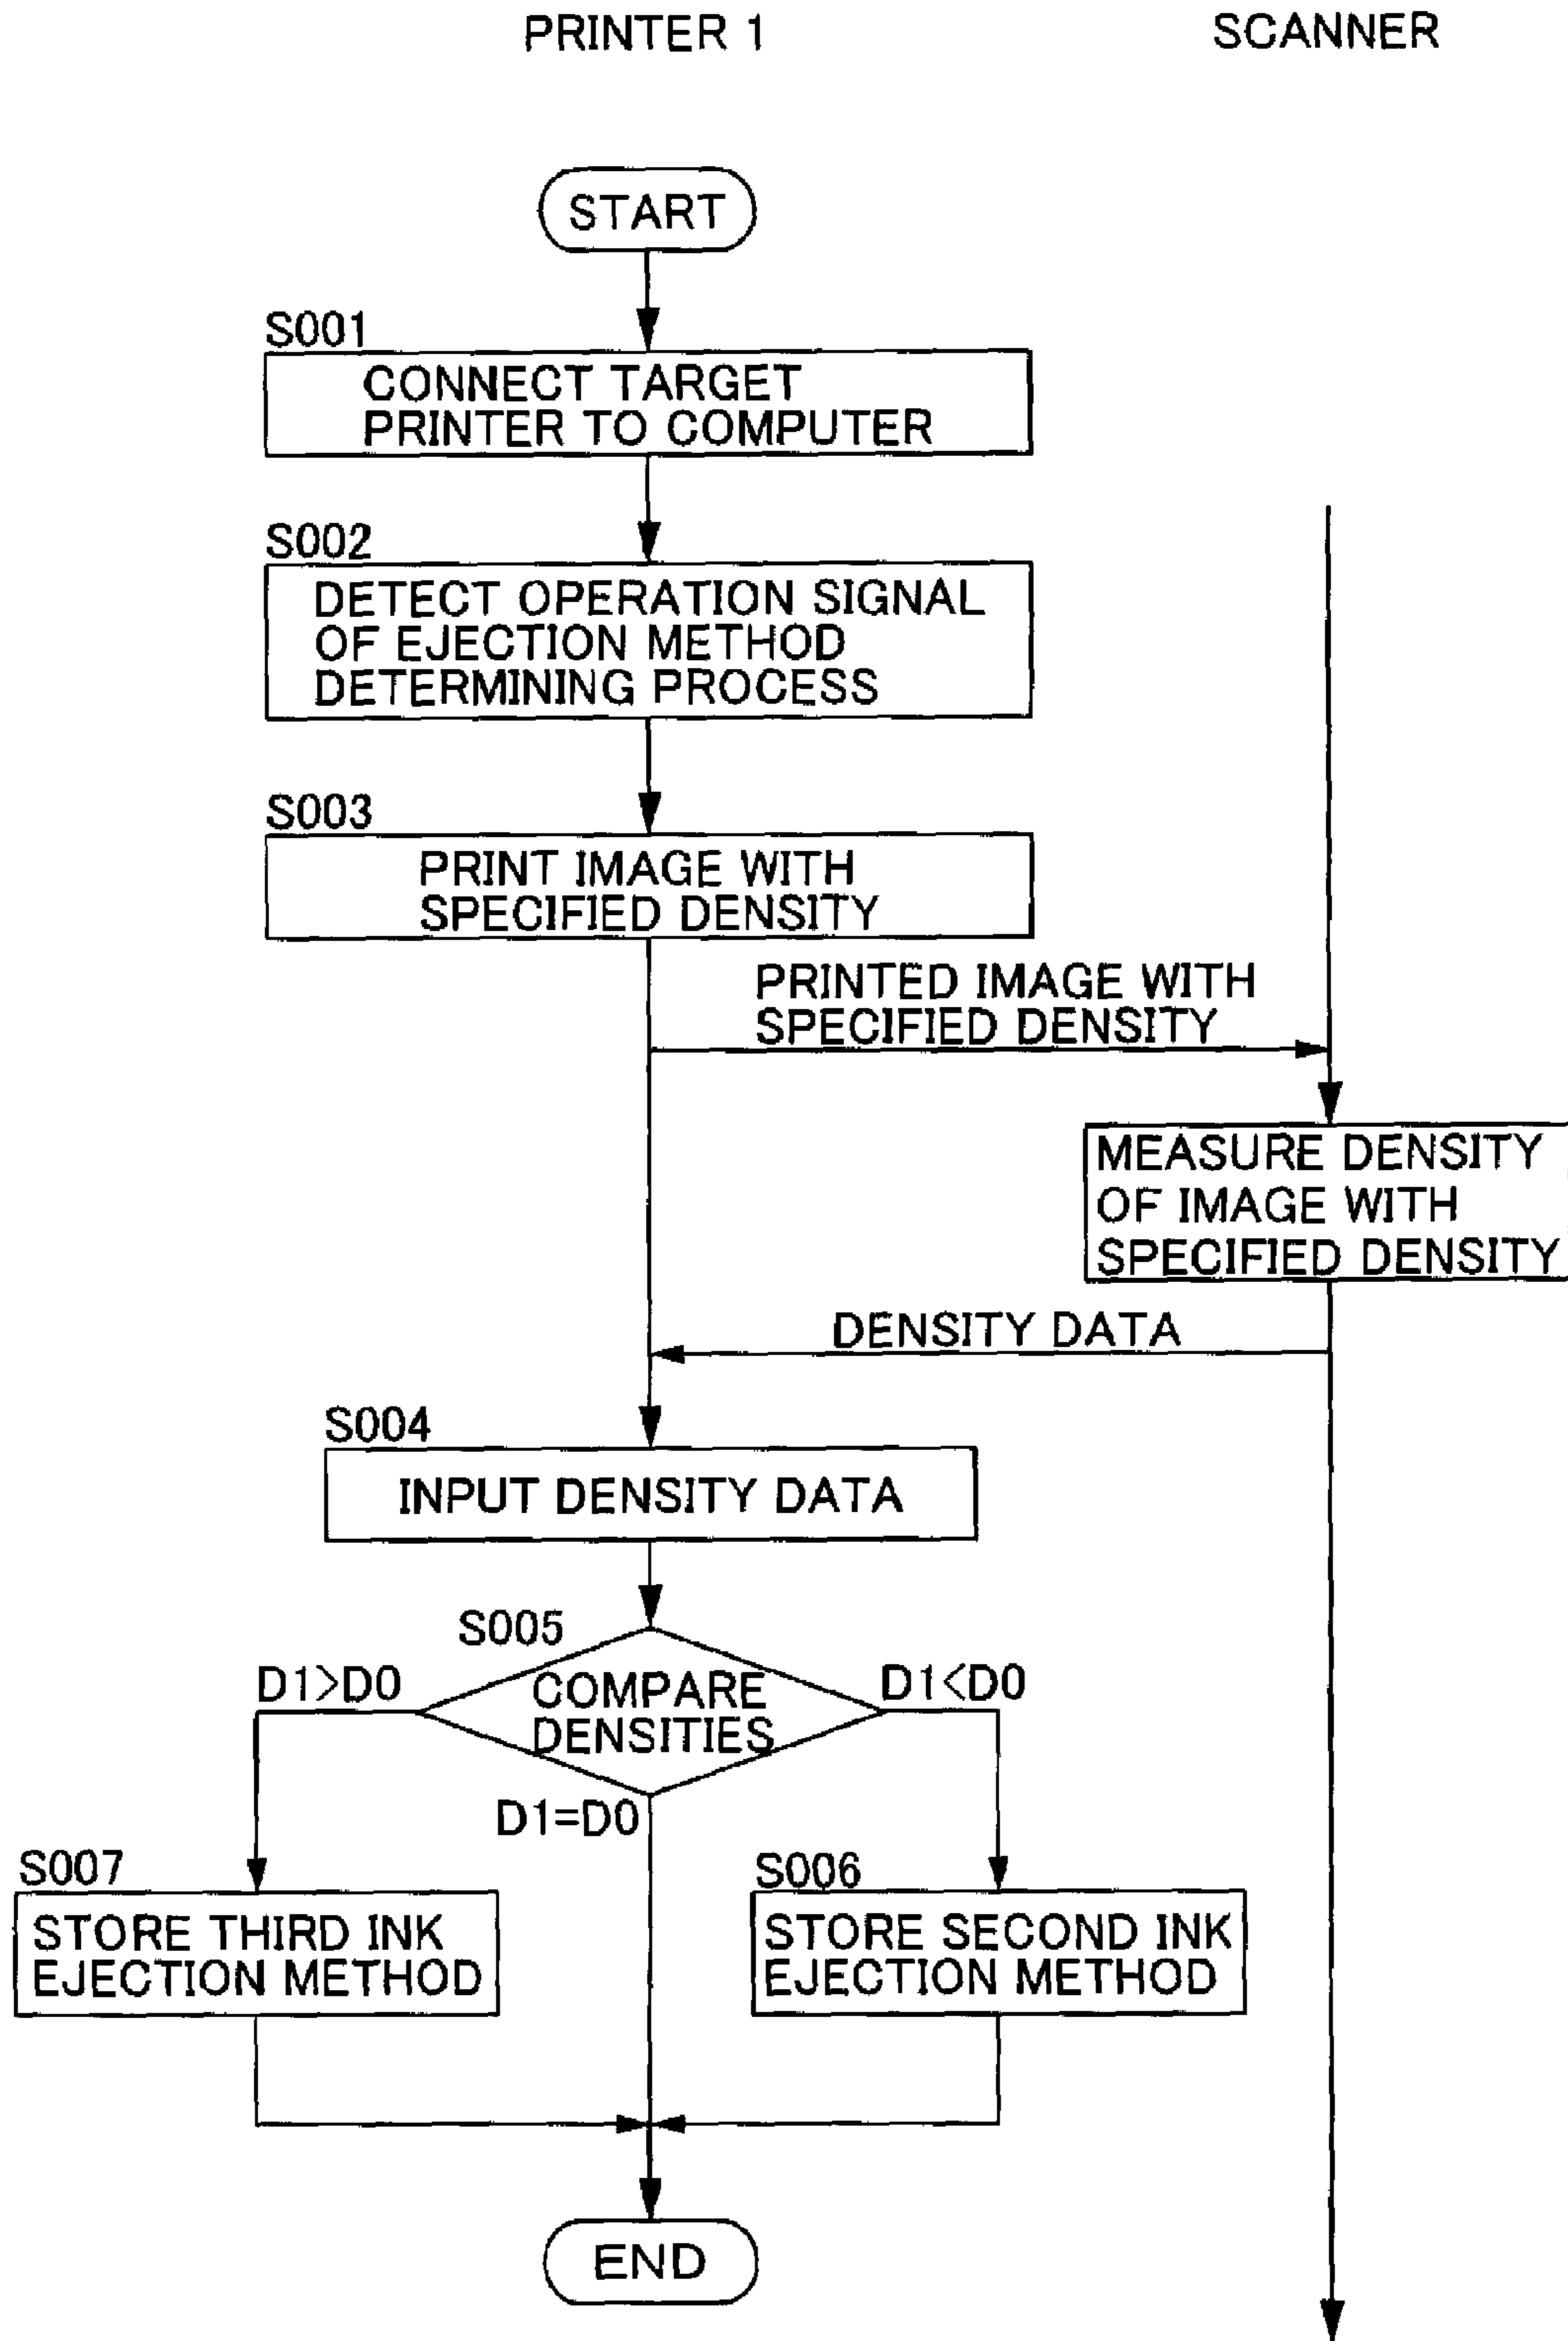 PRINTER 1
SCANNER
START
S001
CONNECT TARGET
PRINTER TO COMPUTER
S002
DETECT OPERATION SIGNAL
OF EJECTION METHOD
DETERMINING PROCESS
S003
PRINT IMAGE WITH
SPECIFIED DENSITY
PRINTED IMAGE WITH
SPECIFIED DENSITY
MEASURE DENSITY
OF IMAGE WITH
SPECIFIED DENSITY
DENSITY DATA
S004
INPUT DENSITY DATA
S005
D1>D0
COMPARE
DENSITIES
D1<D0
D1=D0
S007
STORE THIRD INK
EJECTION METHOD
S006
STORE SECOND INK
EJECTION METHOD
END